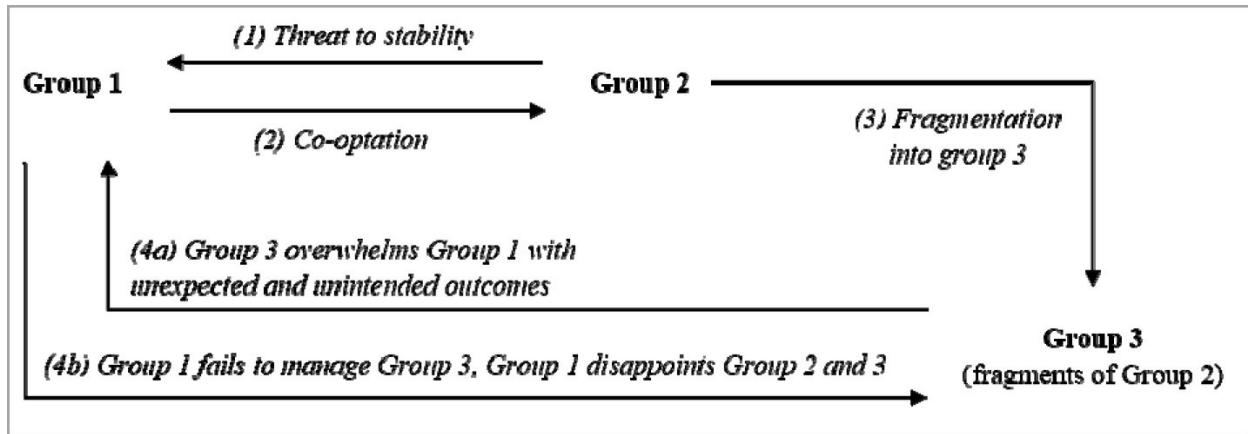 (1) Threat to stability
Group 1
Group 2
(2) Co-optation
(3) Fragmentation
into group 3
(4a) Group 3 overwhelms Group 1 with
unexpected and unintended outcomes
Group 3
(fragments of Group 2)
(4b) Group 1 fails to manage Group 3, Group 1 disappoints Group 2 and 3